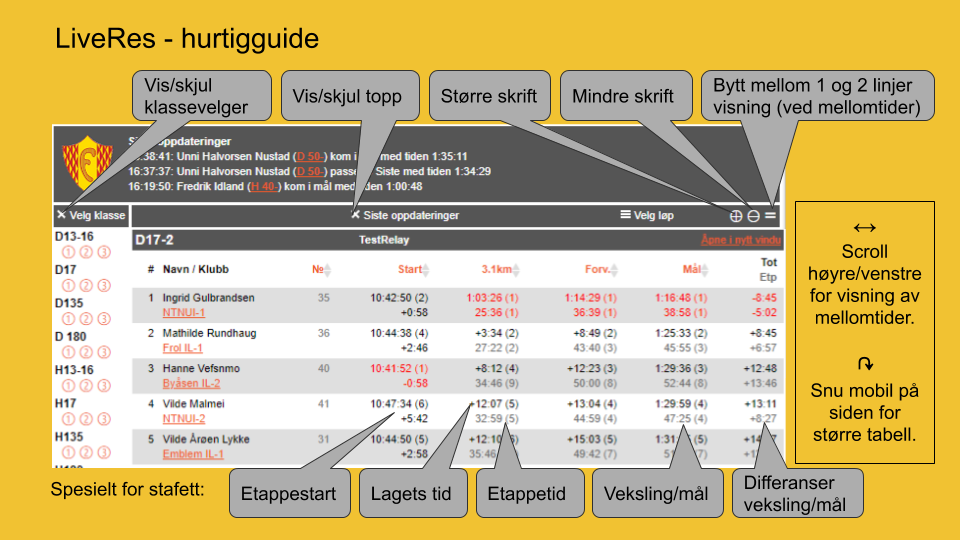 LiveRes - hurtigguide
Vis/skjul
klassevelger
Vis/skjul topp
Større skrift
Mindre skrift
Bytt mellom 1 og 2 linjer
visning (ved mellomtider)
oppdateringer
:38:41: Unni Halvorsen Nustad (D 50-) kom i med tiden 1:35:11
16:37:37: Unni Halvorsen Nustad (D 50-) passe Siste med tiden 1:34:29
16:19:50: Fredrik Idland (H 40-) kom i mål med tiden 1:00:48
Velg klasse
Siste oppdateringer
Velg løp
D13-16
① ② ③
D17
① ② ③
D135
① ② ③
D 180
① ② ③
H13-16
① ② ③
H17
① ② ③
H135
① ② ③
D17-2 TestRelay Åpne i nytt vindu
# Navn / Klubb № Start 3.1km Forv. Mål Tot
Etp
1 Ingrid Gulbrandsen 35 10:42:50 (2) 1:03:26 (1) 1:14:29 (1) 1:16:48 (1) -8:45
NTNUI-1 +0:58 25:36 (1) 36:39 (1) 38:58 (1) -5:02
2 Mathilde Rundhaug 36 10:44:38 (4) +3:34 (2) +8:49 (2) 1:25:33 (2) +8:45
Frol IL-1 +2:46 27:22 (2) 43:40 (3) 45:55 (3) +6:57
3 Hanne Vefsnmo 40 10:41:52 (1) +8:12 (4) +12:23 (3) 1:29:36 (3) +12:48
Byåsen IL-2 -0:58 34:46 (9) 50:00 (8) 52:44 (8) +13:46
4 Vilde Malmei 41 10:47:34 (6) +12:07 (5) +13:04 (4) 1:29:59 (4) +13:11
NTNUI-2 +5:42 32:59 (5) 44:59 (4) 47:25 (4) +8:27
5 Vilde Årøen Lykke 31 10:44:50 (5) +12:10 +15:03 (5) 1:31 (5) +14
Emblem IL-1 +2:58 35:46 49:42 (7)
↔
Scroll
høyre/venstre
for visning av
mellomtider.
↷
Snu mobil på
siden for
større tabell.
Spesielt for stafett:
Etappestart
Lagets tid
Etappetid
Veksling/mål
Differanser
veksling/mål